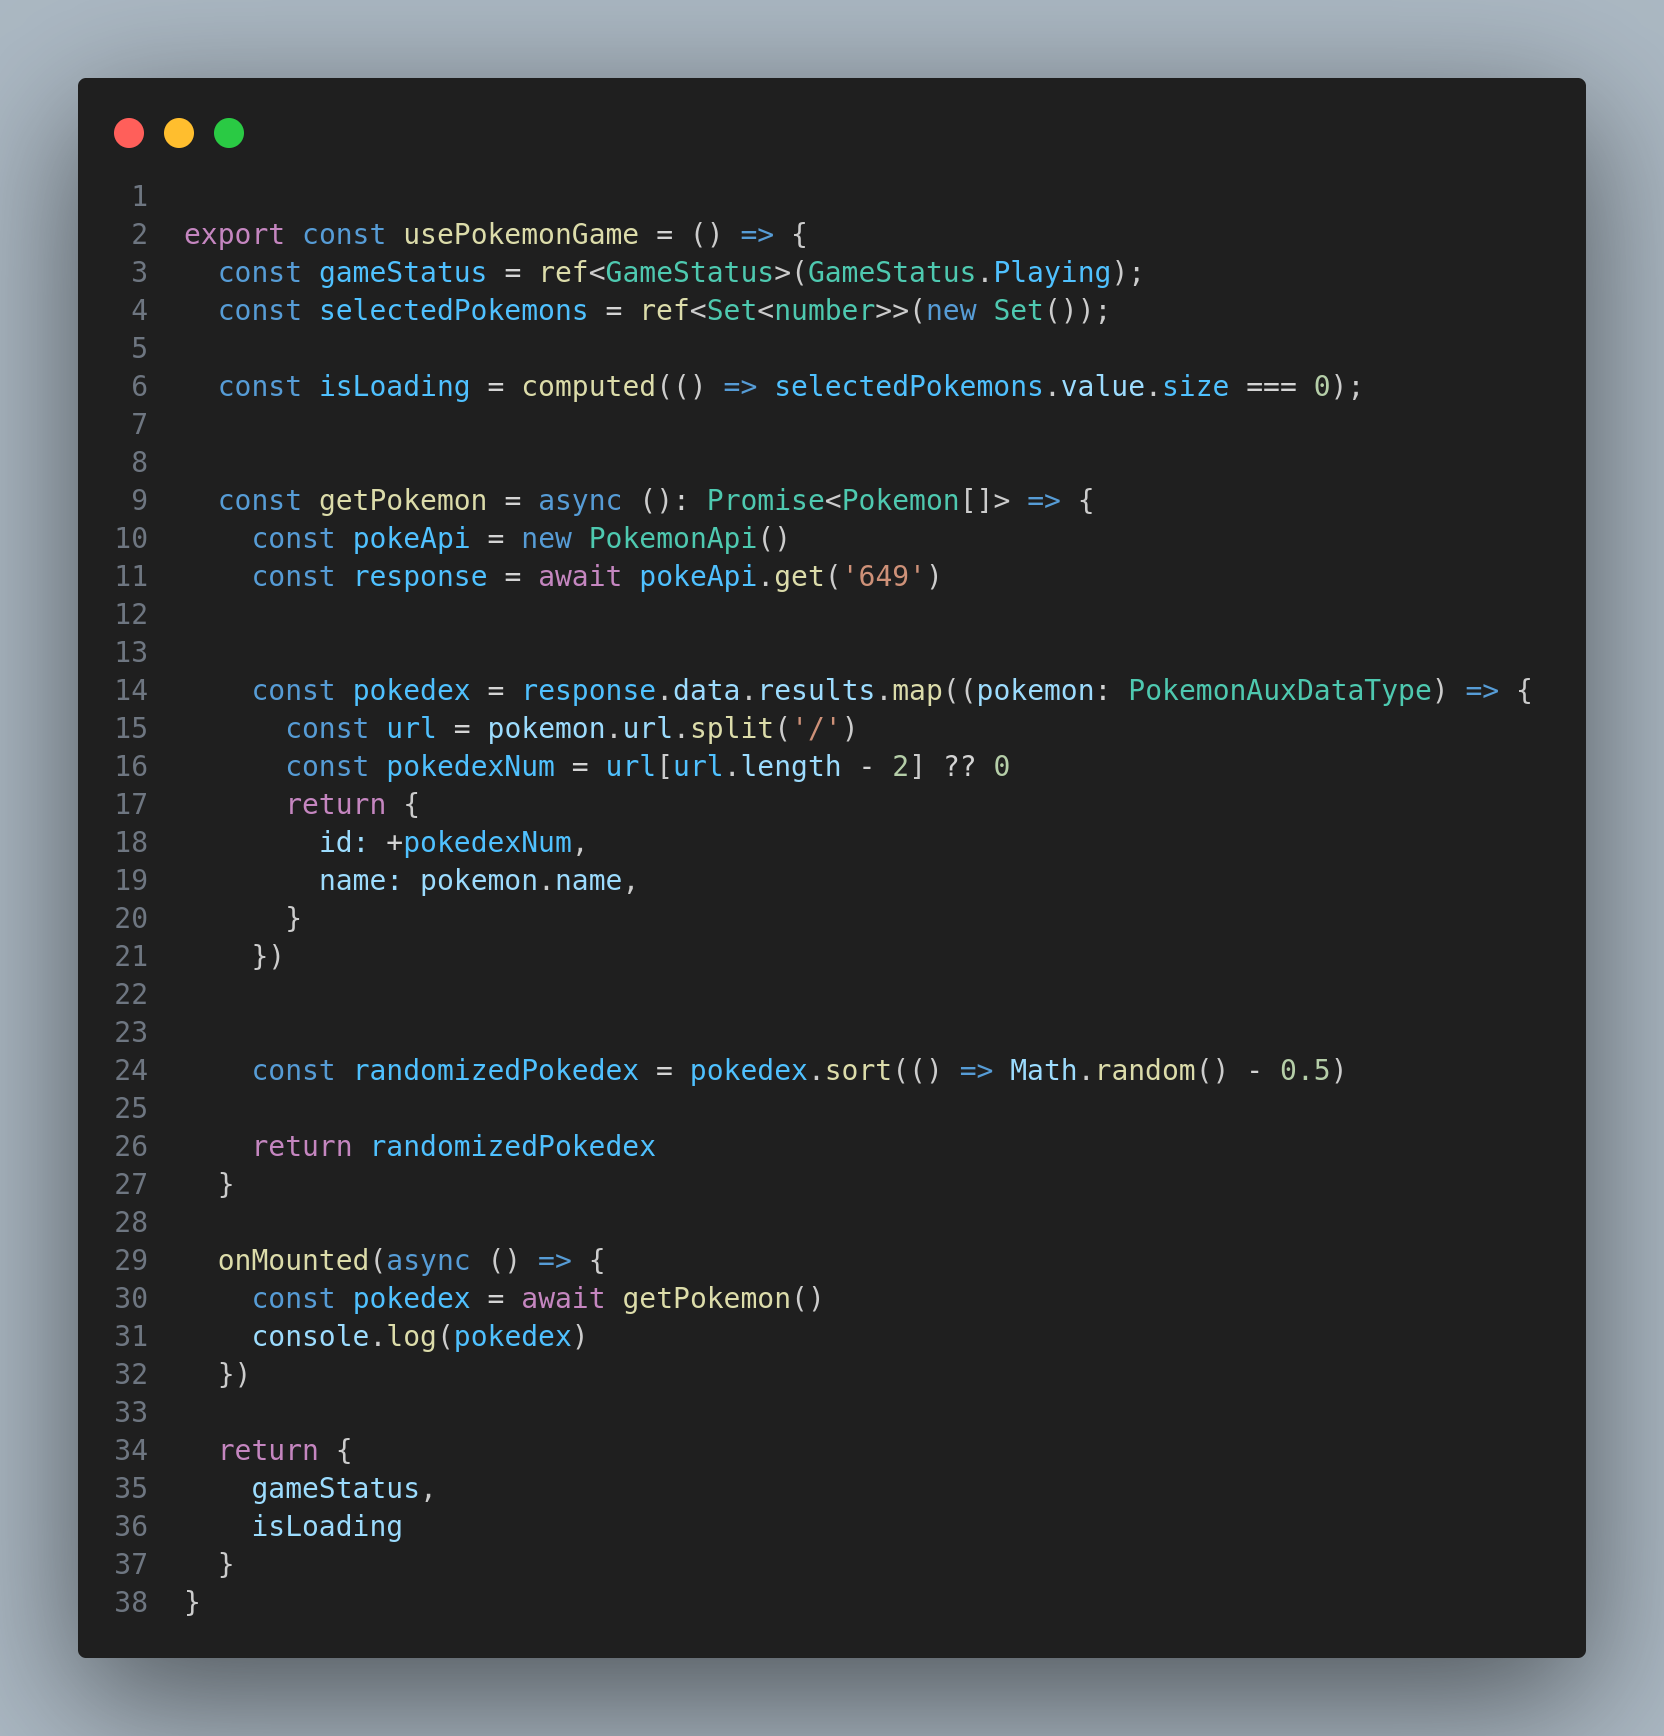 1
2 export const usePokemonGame = () => {
3   const gameStatus = ref<GameStatus>(GameStatus.Playing);
4   const selectedPokemons = ref<Set<number>>(new Set());
5
6   const isLoading = computed(() => selectedPokemons.value.size === 0);
7
8
9   const getPokemon = async (): Promise<Pokemon[]> => {
10     const pokeApi = new PokemonApi()
11     const response = await pokeApi.get('649')
12
13
14     const pokedex = response.data.results.map((pokemon: PokemonAuxDataType) => {
15       const url = pokemon.url.split('/')
16       const pokedexNum = url[url.length - 2] ?? 0
17       return {
18         id: +pokedexNum,
19         name: pokemon.name,
20       }
21     })
22
23
24     const randomizedPokedex = pokedex.sort(() => Math.random() - 0.5)
25
26     return randomizedPokedex
27   }
28
29   onMounted(async () => {
30     const pokedex = await getPokemon()
31     console.log(pokedex)
32   })
33
34   return {
35     gameStatus,
36     isLoading
37   }
38 }